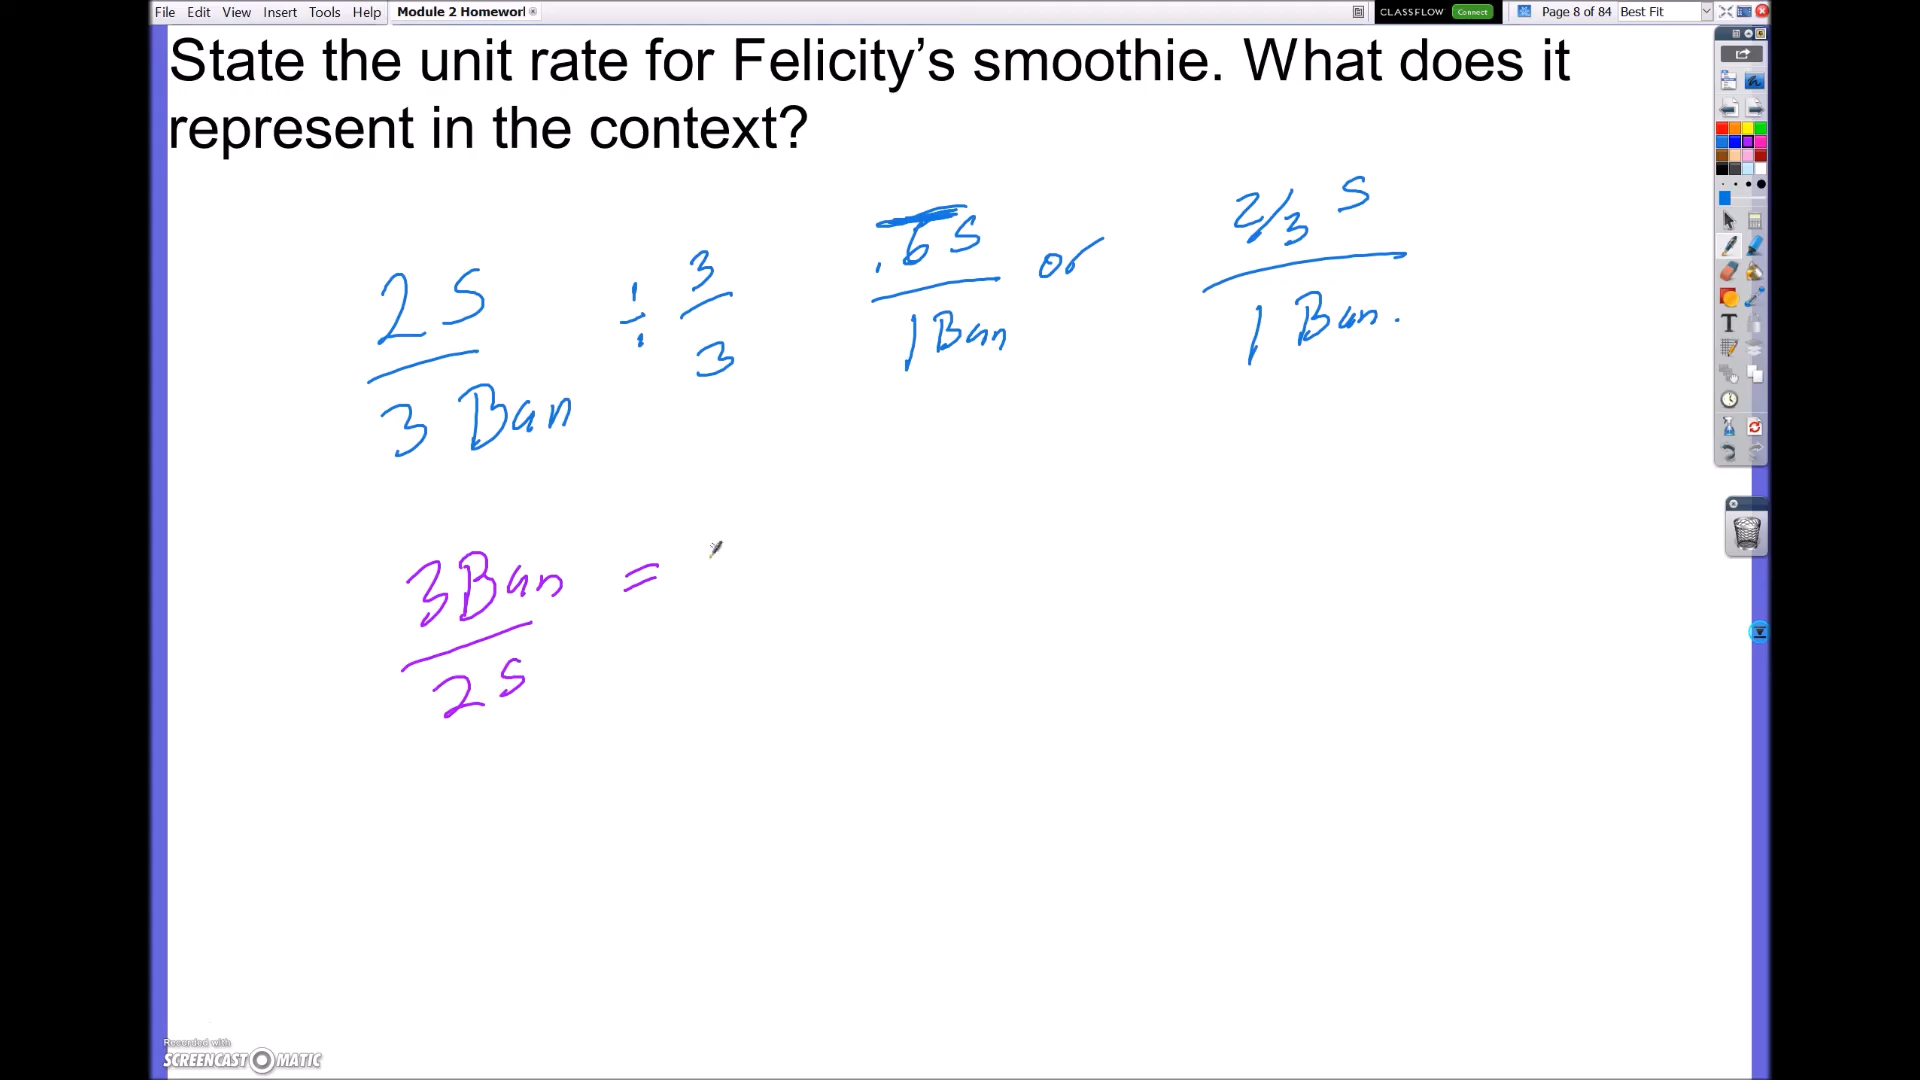 File Edit View Insert Tools Help Module 2 Homework CLASSFLOW Connect Page 8 of 84 Best Fit
State the unit rate for Felicity's smoothie. What does it
represent in the context?
2 S / 3 Ban ÷ 3/3 .6̅ S / 1 Ban or 2/3 S / 1 Ban.
3 Ban / 2 S =
Recorded with
SCREENCAST MATIC